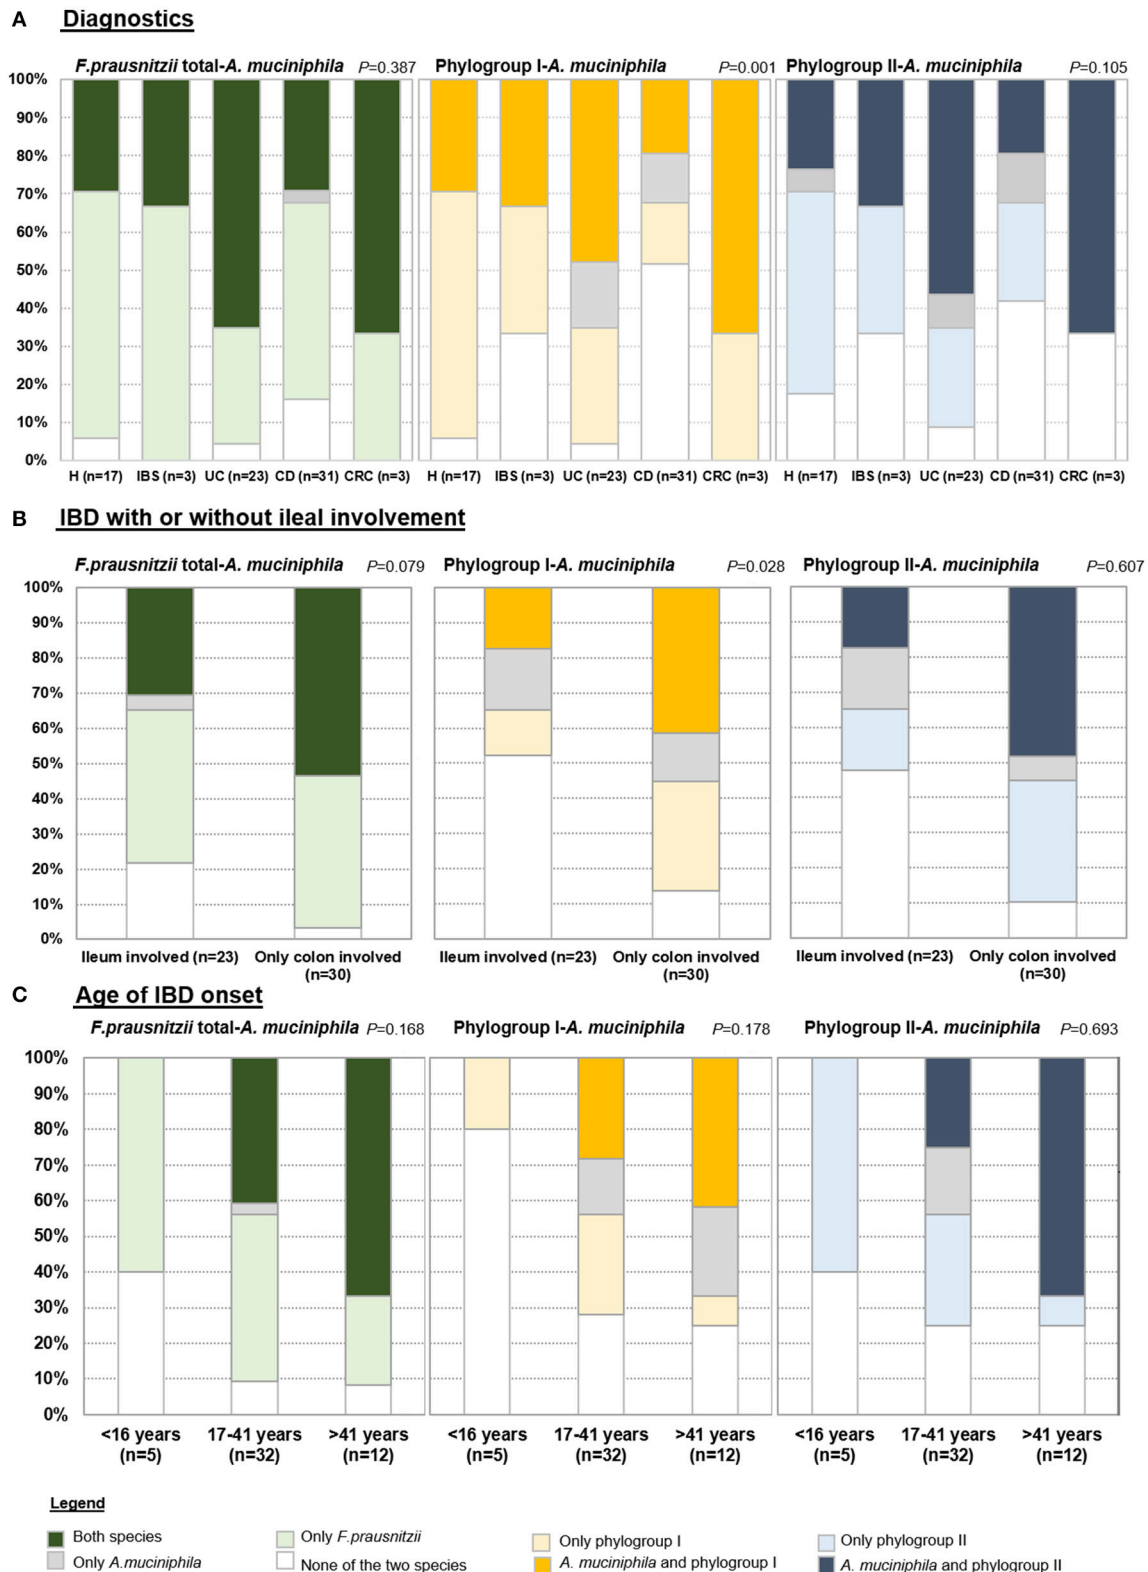 A Diagnostics
F.prausnitzii total-A. muciniphila P=0.387 Phylogroup I-A. muciniphila P=0.001 Phylogroup II-A. muciniphila P=0.105
100%
90%
80%
70%
60%
50%
40%
30%
20%
10%
0%
H (n=17) IBS (n=3) UC (n=23) CD (n=31) CRC (n=3) H (n=17) IBS (n=3) UC (n=23) CD (n=31) CRC (n=3) H (n=17) IBS (n=3) UC (n=23) CD (n=31) CRC (n=3)
B IBD with or without ileal involvement
F.prausnitzii total-A. muciniphila P=0.079 Phylogroup I-A. muciniphila P=0.028 Phylogroup II-A. muciniphila P=0.607
100%
90%
80%
70%
60%
50%
40%
30%
20%
10%
0%
Ileum involved (n=23) Only colon involved Ileum involved (n=23) Only colon involved Ileum involved (n=23) Only colon involved
(n=30) (n=30) (n=30)
C Age of IBD onset
F.prausnitzii total-A. muciniphila P=0.168 Phylogroup I-A. muciniphila P=0.178 Phylogroup II-A. muciniphila P=0.693
100%
90%
80%
70%
60%
50%
40%
30%
20%
10%
0%
<16 years 17-41 years >41 years <16 years 17-41 years >41 years <16 years 17-41 years >41 years
(n=5) (n=32) (n=12) (n=5) (n=32) (n=12) (n=5) (n=32) (n=12)
Legend
Both species Only F.prausnitzii Only phylogroup I Only phylogroup II
Only A.muciniphila None of the two species A. muciniphila and phylogroup I A. muciniphila and phylogroup II